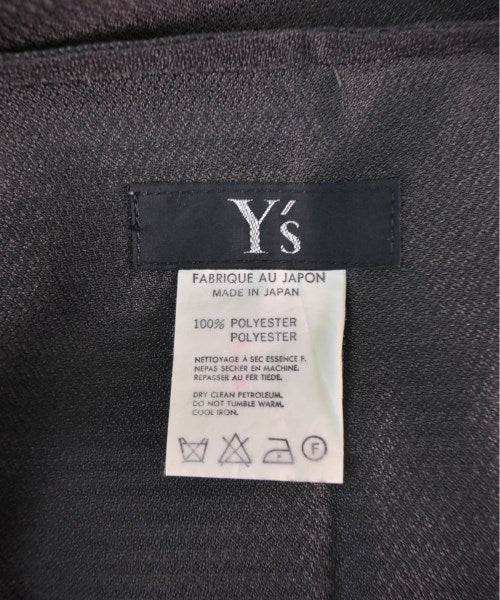 Y's
FABRIQUE AU JAPON
MADE IN JAPAN
100% POLYESTER
POLYESTER
NETTOYAGE À SEC ESSENCE F.
NEPAS SECHER EN MACHINE.
REPASSER AU FER TIEDE.
DRY CLEAN PETROLEUM.
DO NOT TUMBLE WARM.
COOL IRON.
F